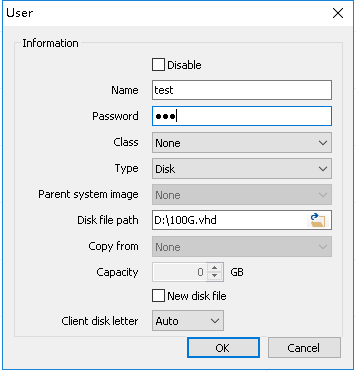 User
Information
Disable
Name test
Password ●●●
Class None
Type Disk
Parent system image None
Disk file path D:\100G.vhd
Copy from None
Capacity 0 GB
New disk file
Client disk letter Auto
OK Cancel